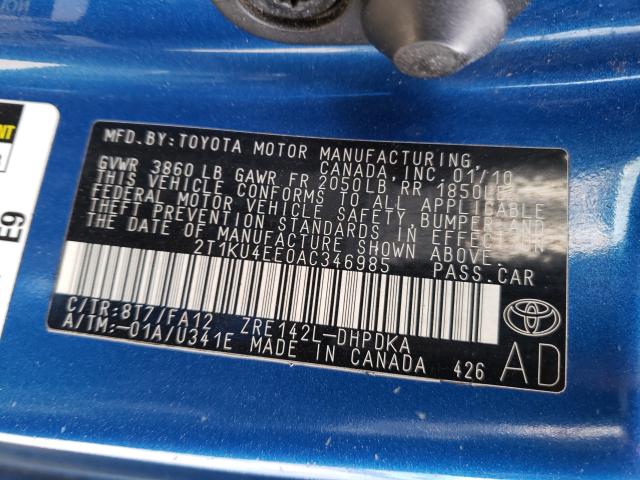 MFD.BY:TOYOTA MOTOR MANUFACTURING,
CANADA, INC. 01/10
GVWR 3860 LB GAWR FR 2050LB RR 1850LB
THIS VEHICLE CONFORMS TO ALL APPLICABLE
FEDERAL MOTOR VEHICLE SAFETY, BUMPER AND
THEFT PREVENTION STANDARDS IN EFFECT ON
THE DATE OF MANUFACTURE SHOWN ABOVE.
2T1KU4EE0AC346985 PASS.CAR
C/TR:8T7/FA12 ZRE142L-DHPDKA
A/TM:-01A/U341E MADE IN CANADA 426
AD
E9